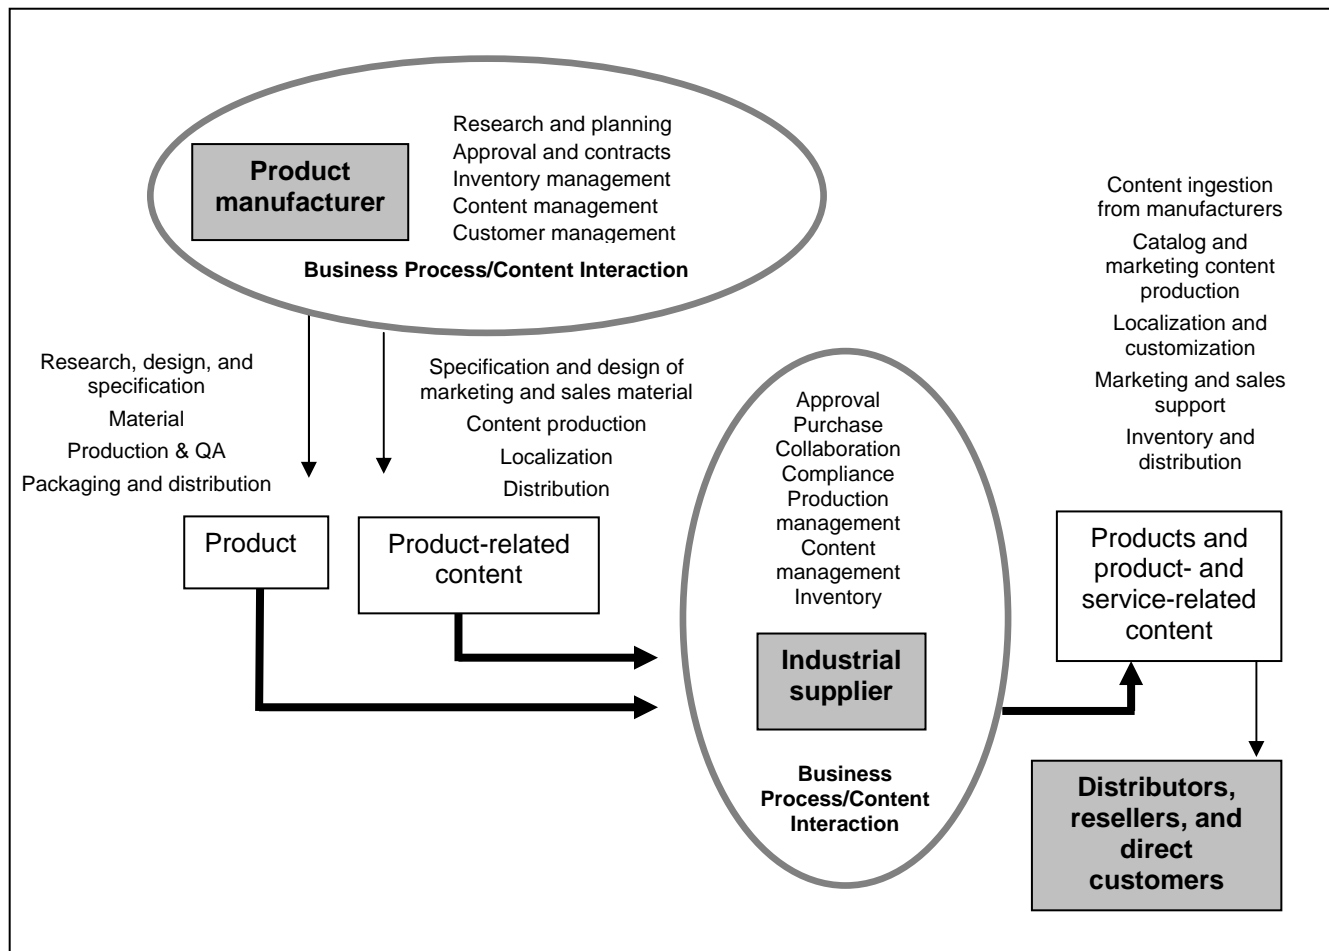 Product
manufacturer
Research and planning
Approval and contracts
Inventory management
Content management
Customer management
Business Process/Content Interaction
Research, design, and
specification
Material
Production & QA
Packaging and distribution
Specification and design of
marketing and sales material
Content production
Localization
Distribution
Product
Product-related
content
Approval
Purchase
Collaboration
Compliance
Production
management
Content
management
Inventory
Industrial
supplier
Business
Process/Content
Interaction
Content ingestion
from manufacturers
Catalog and
marketing content
production
Localization and
customization
Marketing and sales
support
Inventory and
distribution
Products and
product- and
service-related
content
Distributors,
resellers, and
direct
customers